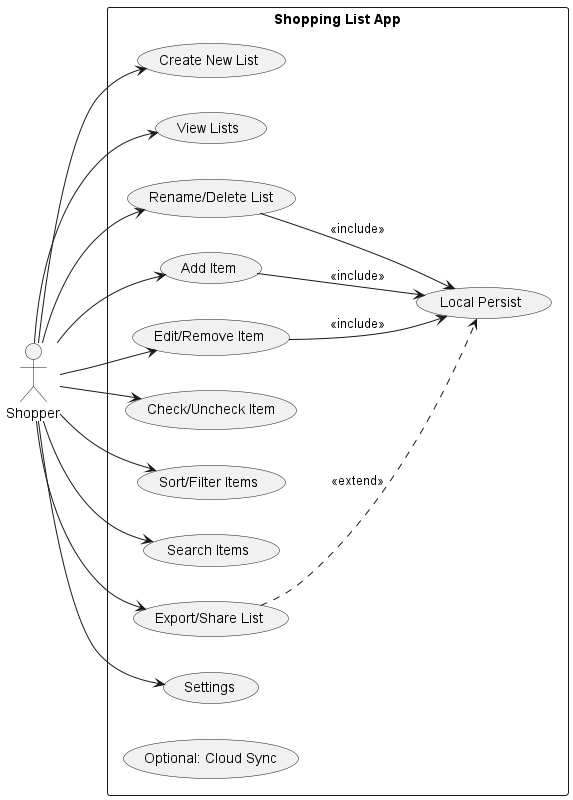 Shopping List App
Create New List
View Lists
Rename/Delete List
«include»
Add Item
«include»
Local Persist
Edit/Remove Item
«include»
Shopper
Check/Uncheck Item
Sort/Filter Items
«extend»
Search Items
Export/Share List
Settings
Optional: Cloud Sync